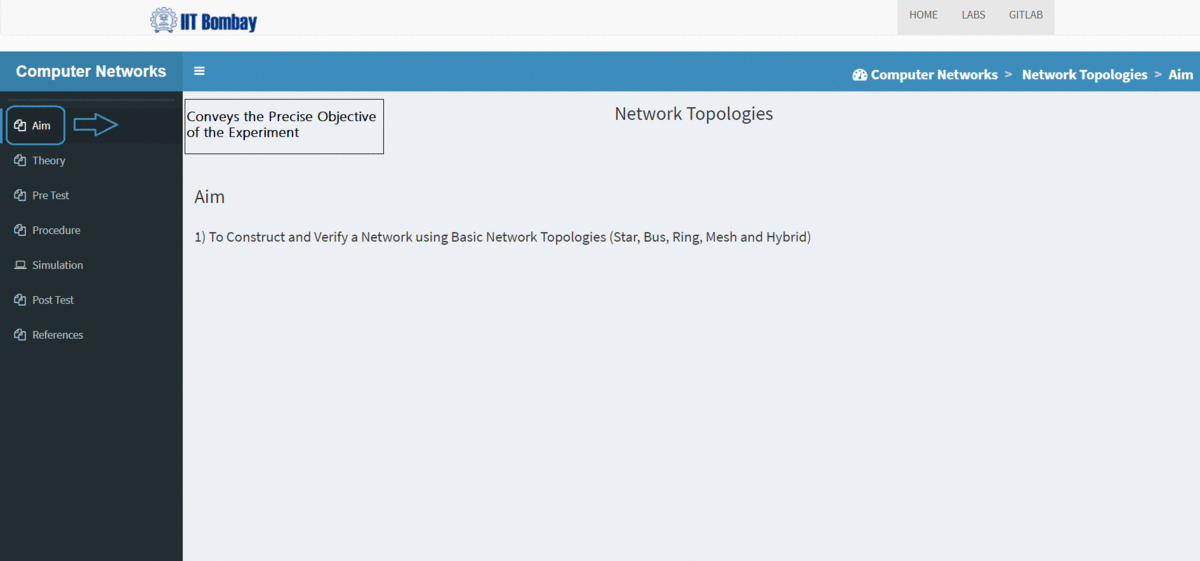 IIT Bombay
HOME LABS GITLAB
Computer Networks
Computer Networks > Network Topologies > Aim
Aim
Theory
Pre Test
Procedure
Simulation
Post Test
References
Conveys the Precise Objective
of the Experiment
Network Topologies
Aim
1) To Construct and Verify a Network using Basic Network Topologies (Star, Bus, Ring, Mesh and Hybrid)